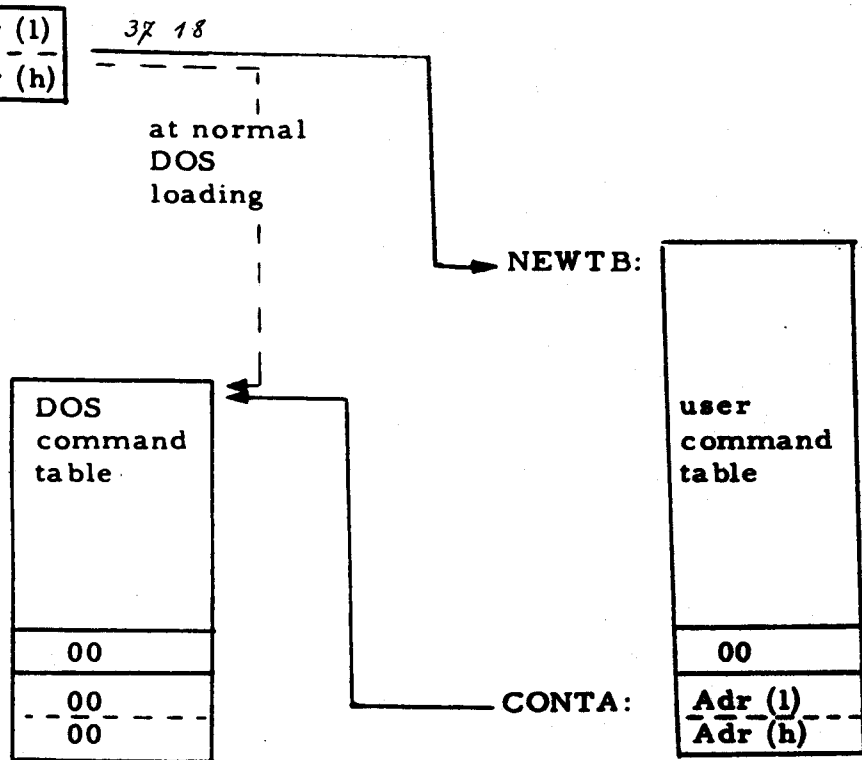 (l)
(h)
37 18
at normal
DOS
loading
NEWTB:
DOS
command
table
user
command
table
00
00
00
00
CONTA:
Adr (l)
Adr (h)